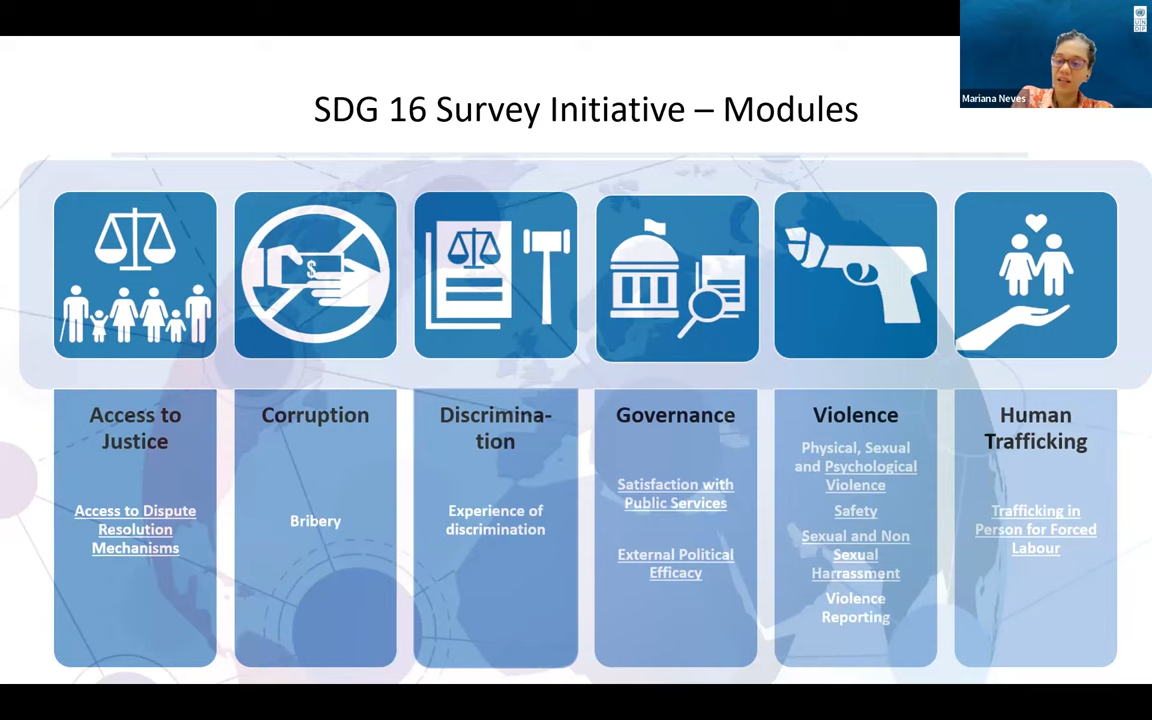 UN
DP
Mariana Neves
SDG 16 Survey Initiative – Modules
$
Access to
Justice
Access to Dispute
Resolution
Mechanisms
Corruption
Bribery
Discrimina-
tion
Experience of
discrimination
Governance
Satisfaction with
Public Services
External Political
Efficacy
Violence
Physical, Sexual
and Psychological
Violence
Safety
Sexual and Non
Sexual
Harrassment
Violence
Reporting
Human
Trafficking
Trafficking in
Person for Forced
Labour